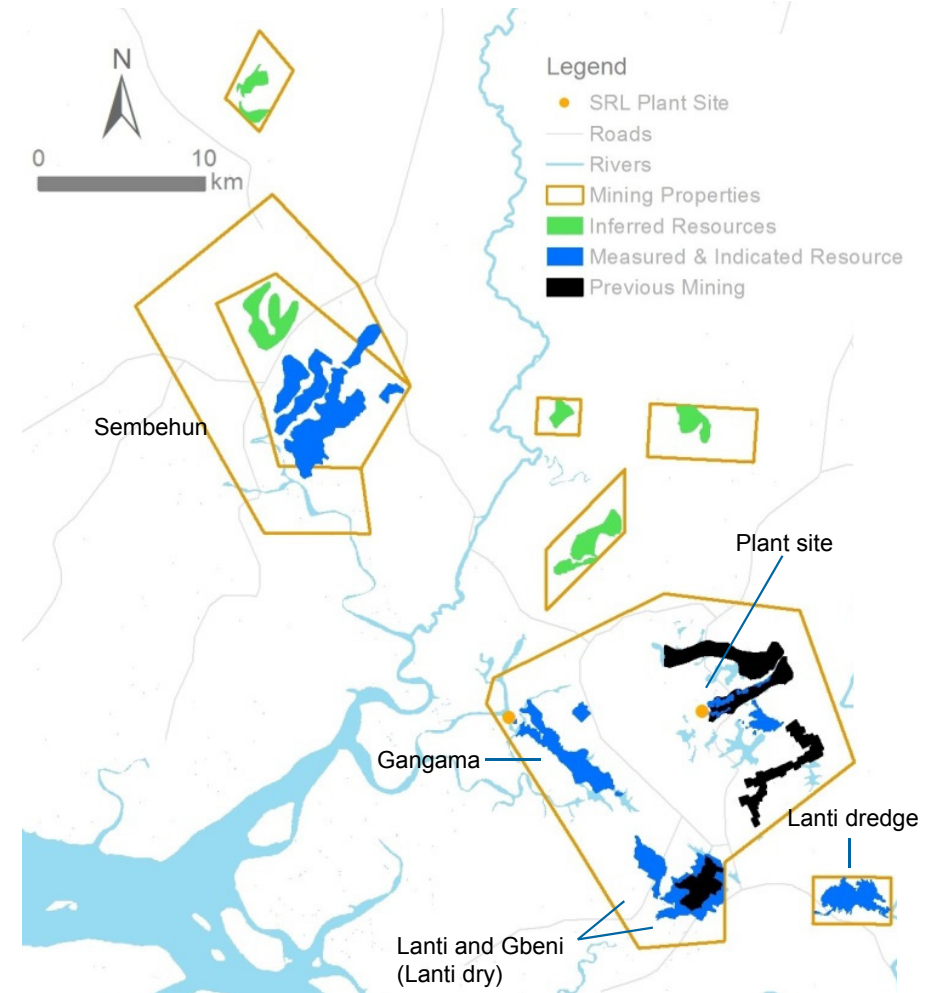 N
0 10
km
Legend
SRL Plant Site
Roads
Rivers
Mining Properties
Inferred Resources
Measured & Indicated Resource
Previous Mining
Sembehun
Plant site
Gangama
Lanti dredge
Lanti and Gbeni
(Lanti dry)